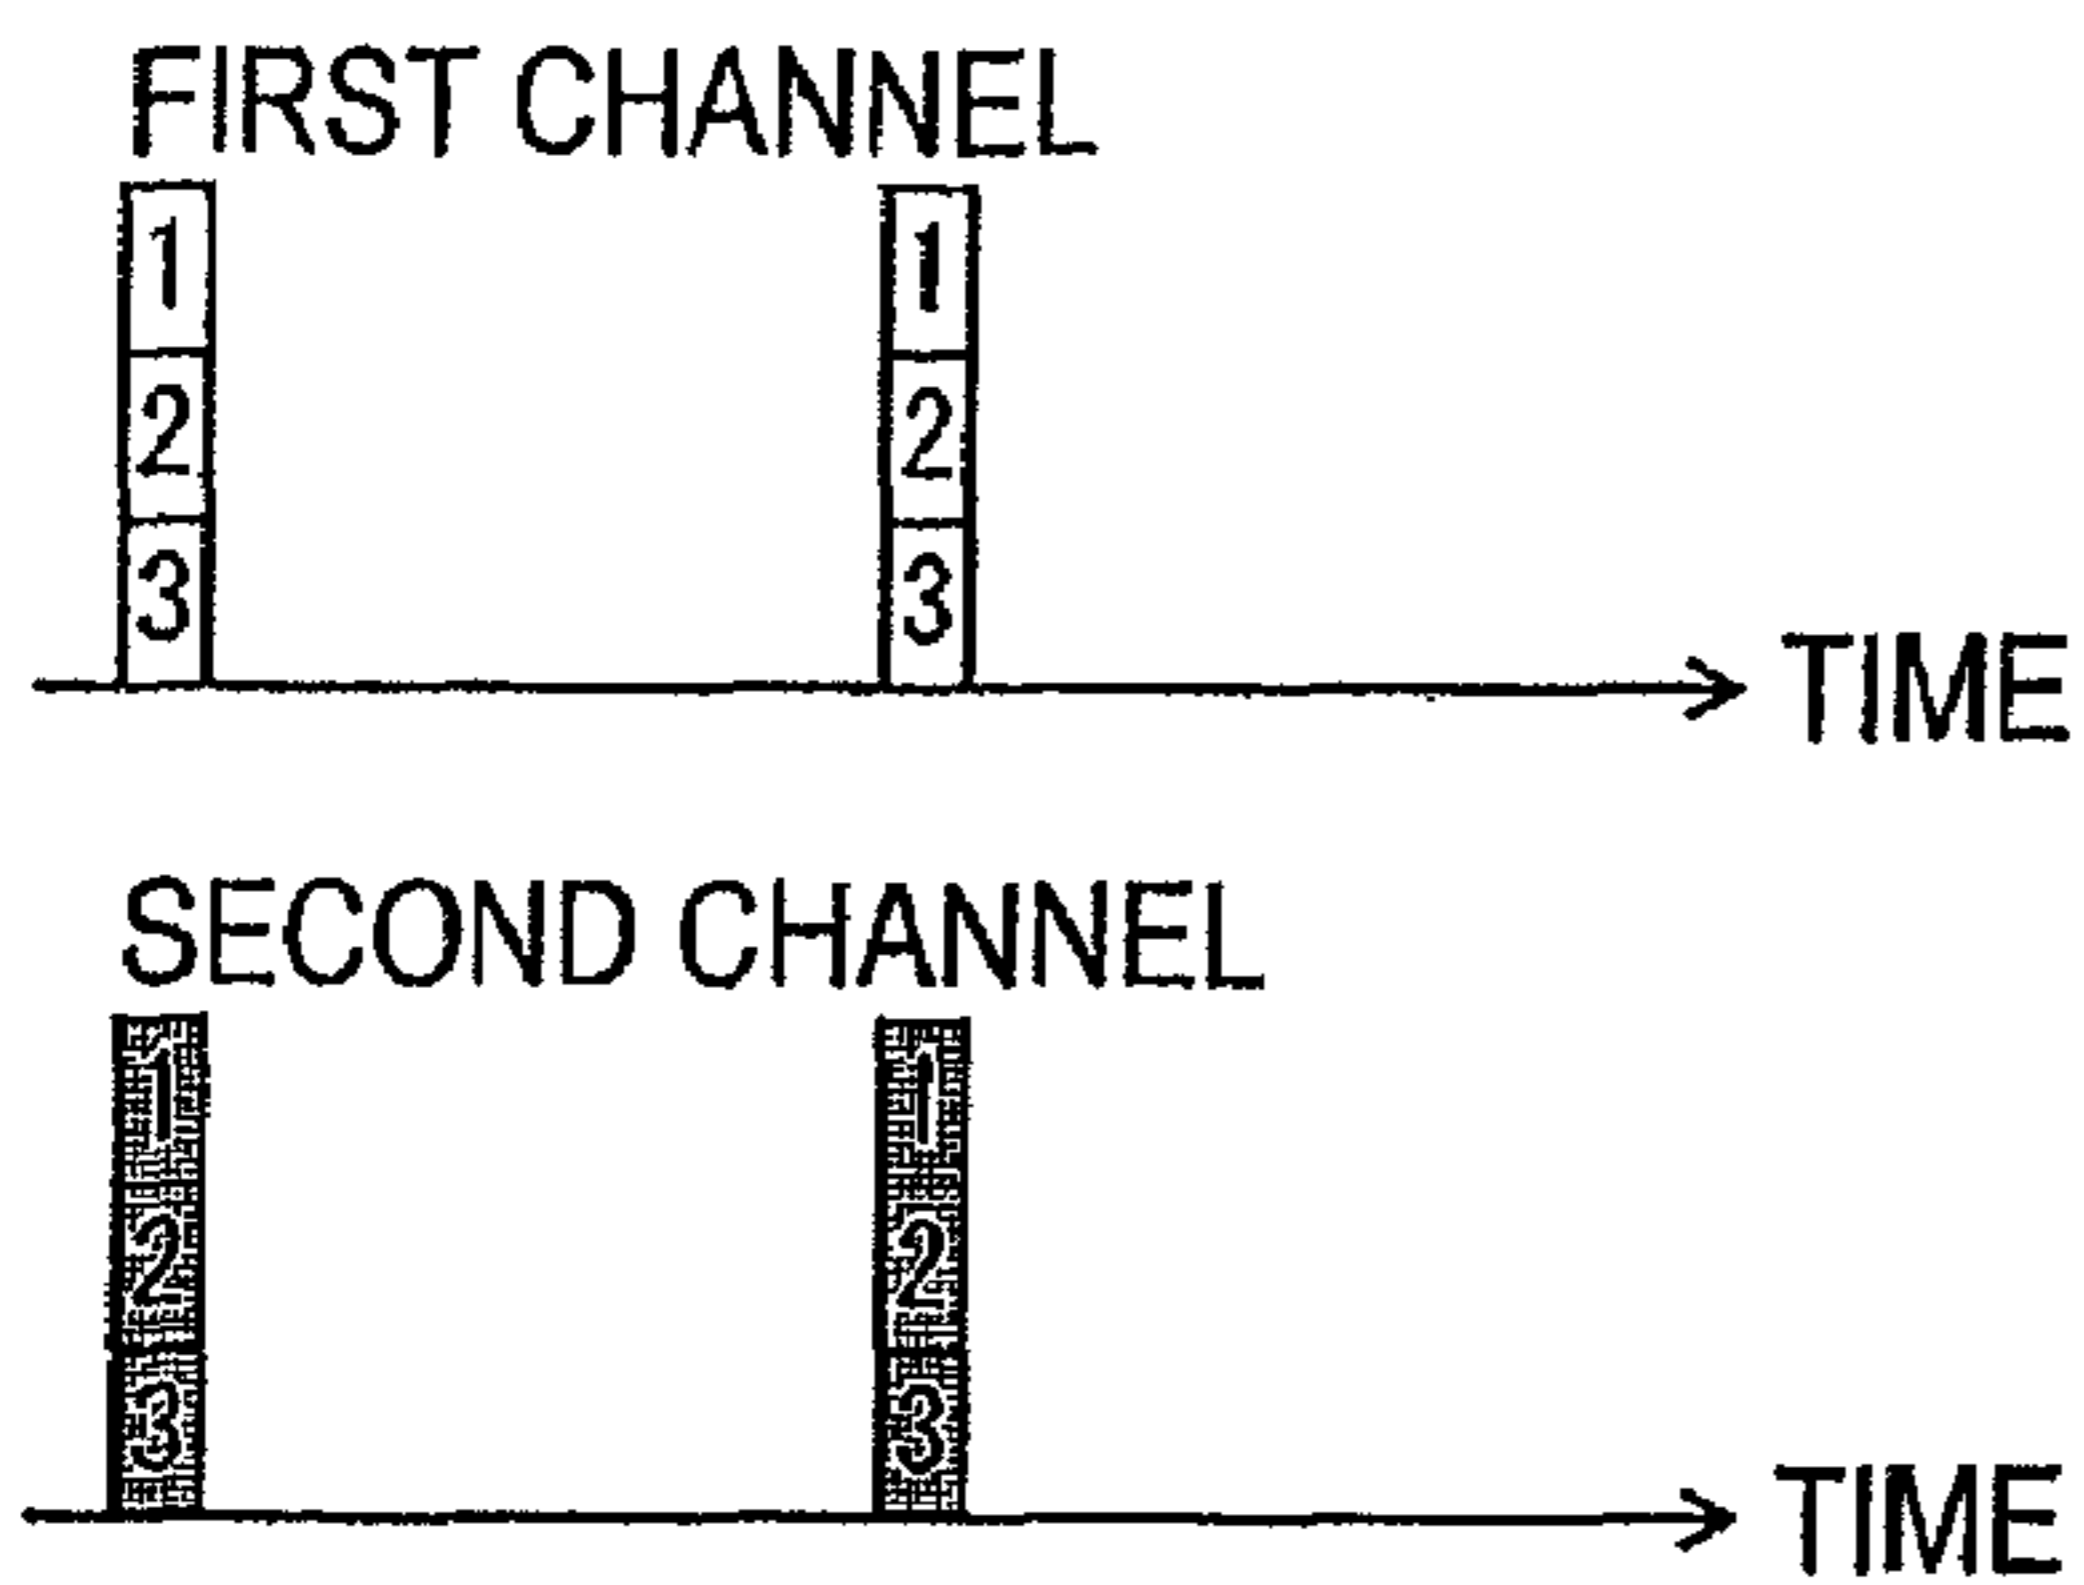 FIRST CHANNEL
1 1
2 2
3 3
TIME
SECOND CHANNEL
1 1
2 2
3 3
TIME